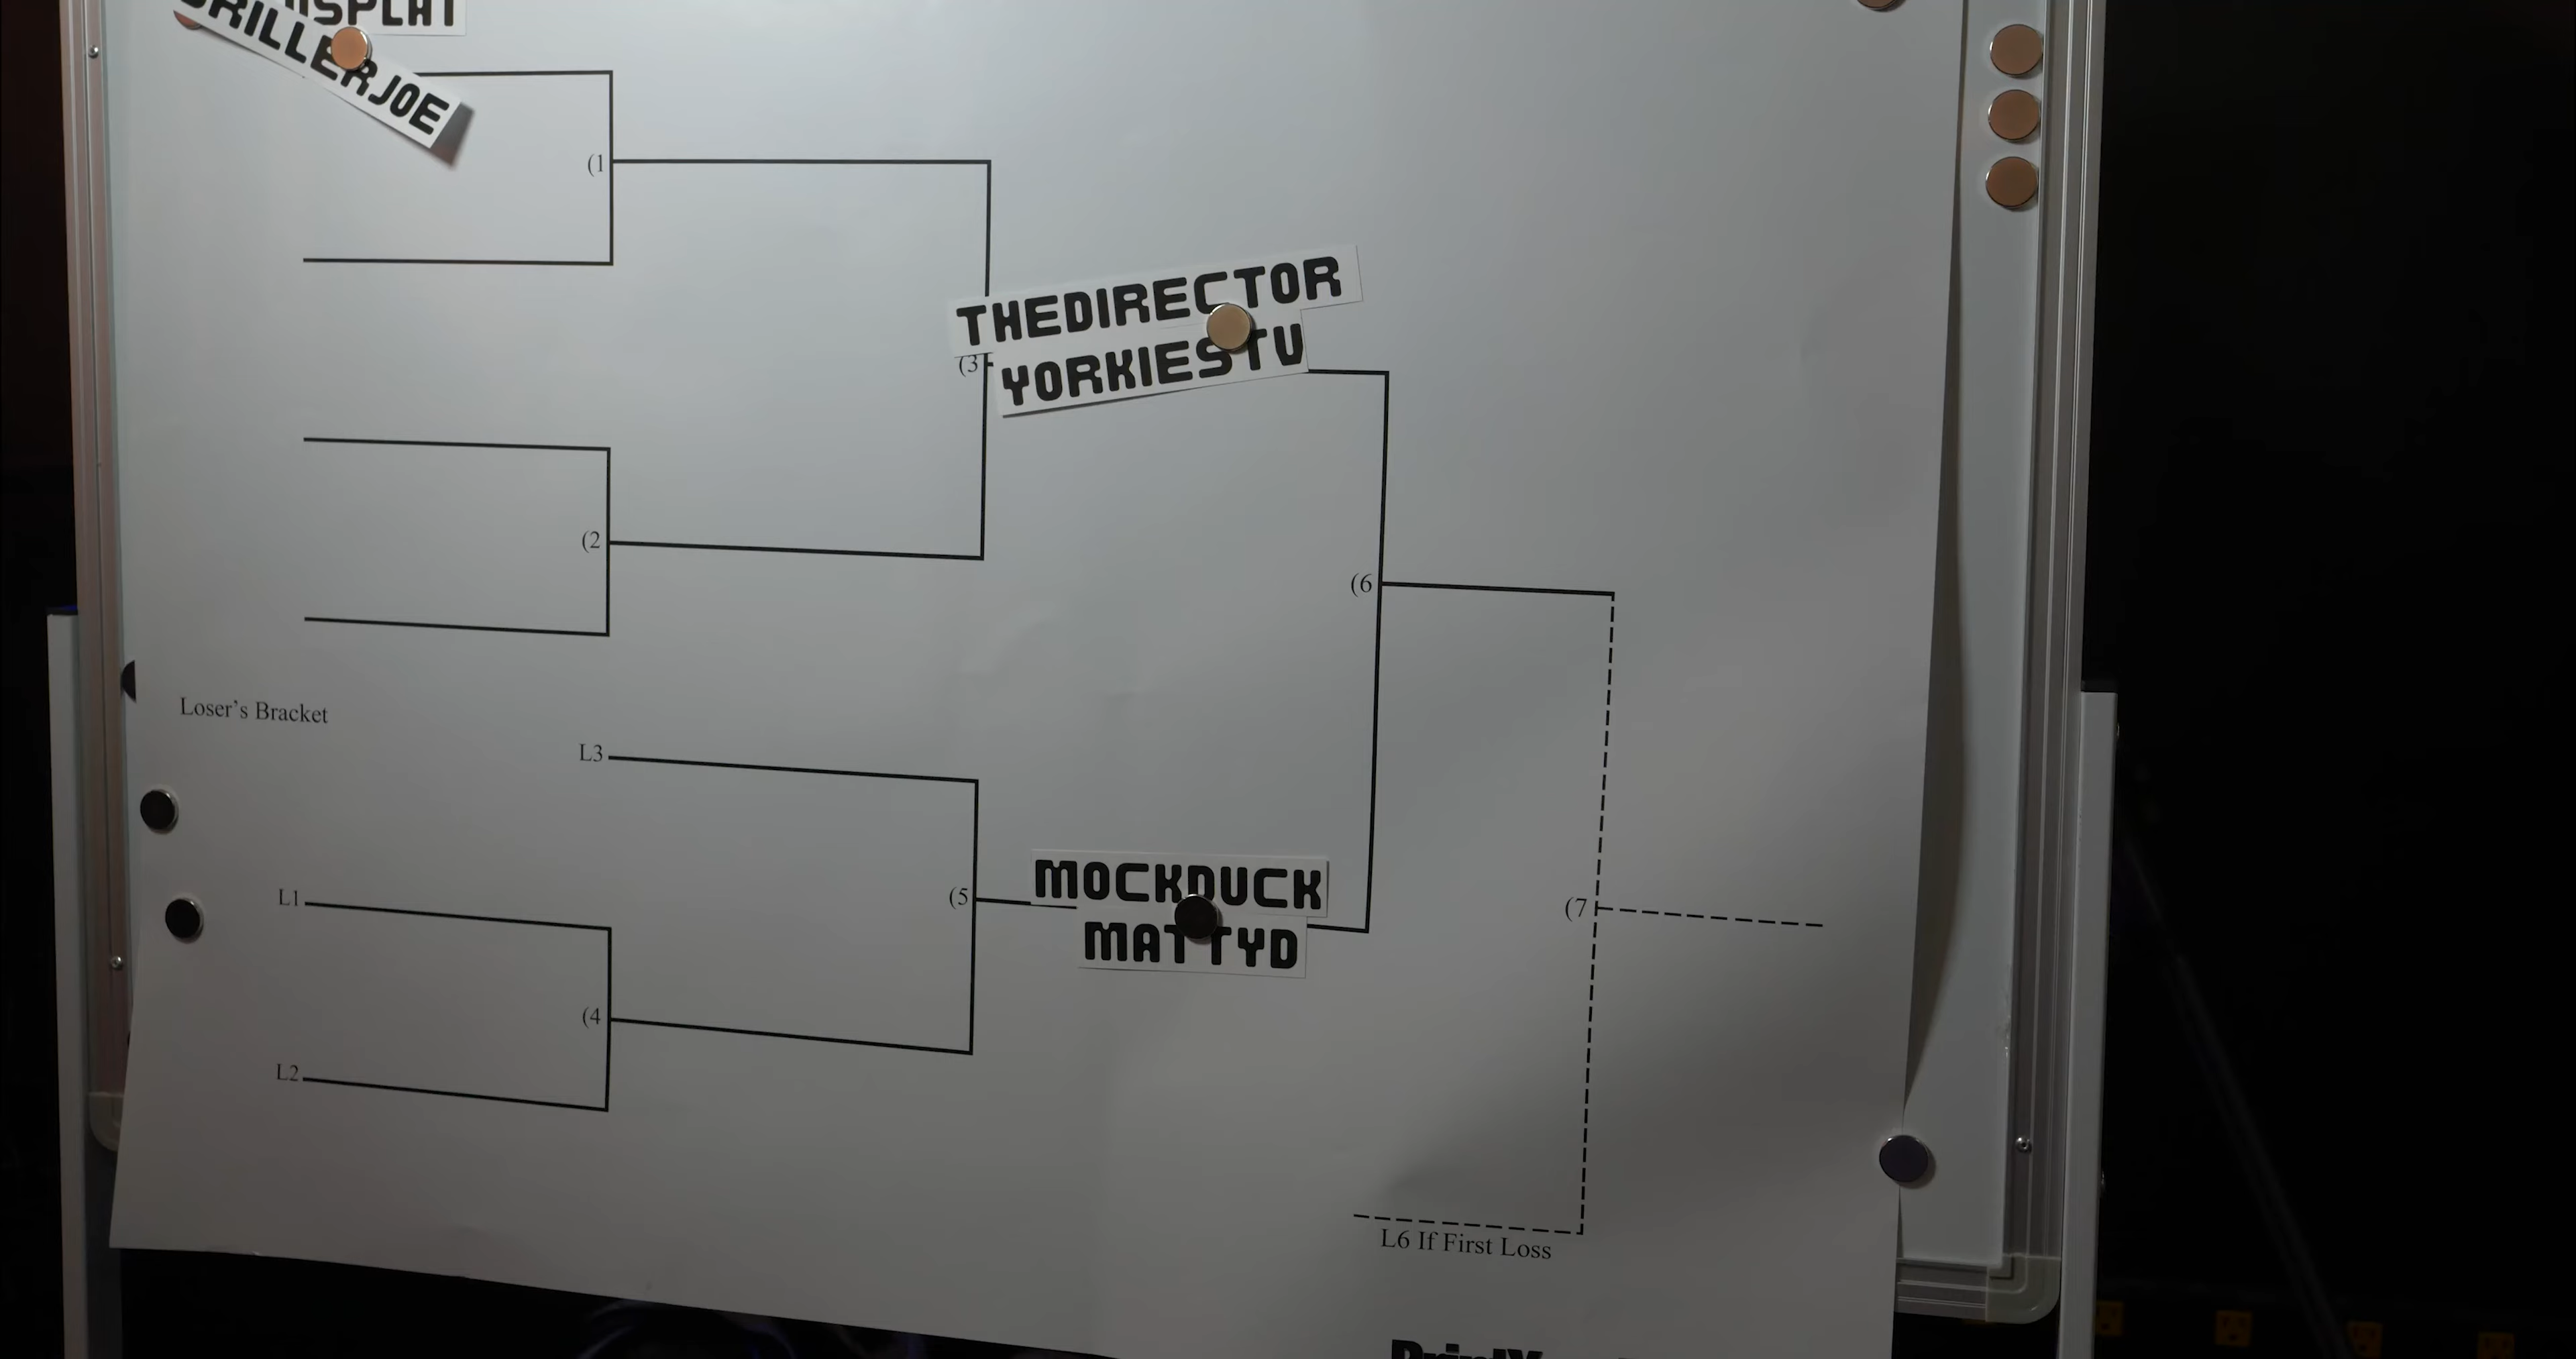 (1
THEDIRECTOR
(3
YORKIESTV
(2
(6
Loser's Bracket
L3
MOCKDUCK
L1
(5
(7
MATTYD
(4
L2
L6 If First Loss